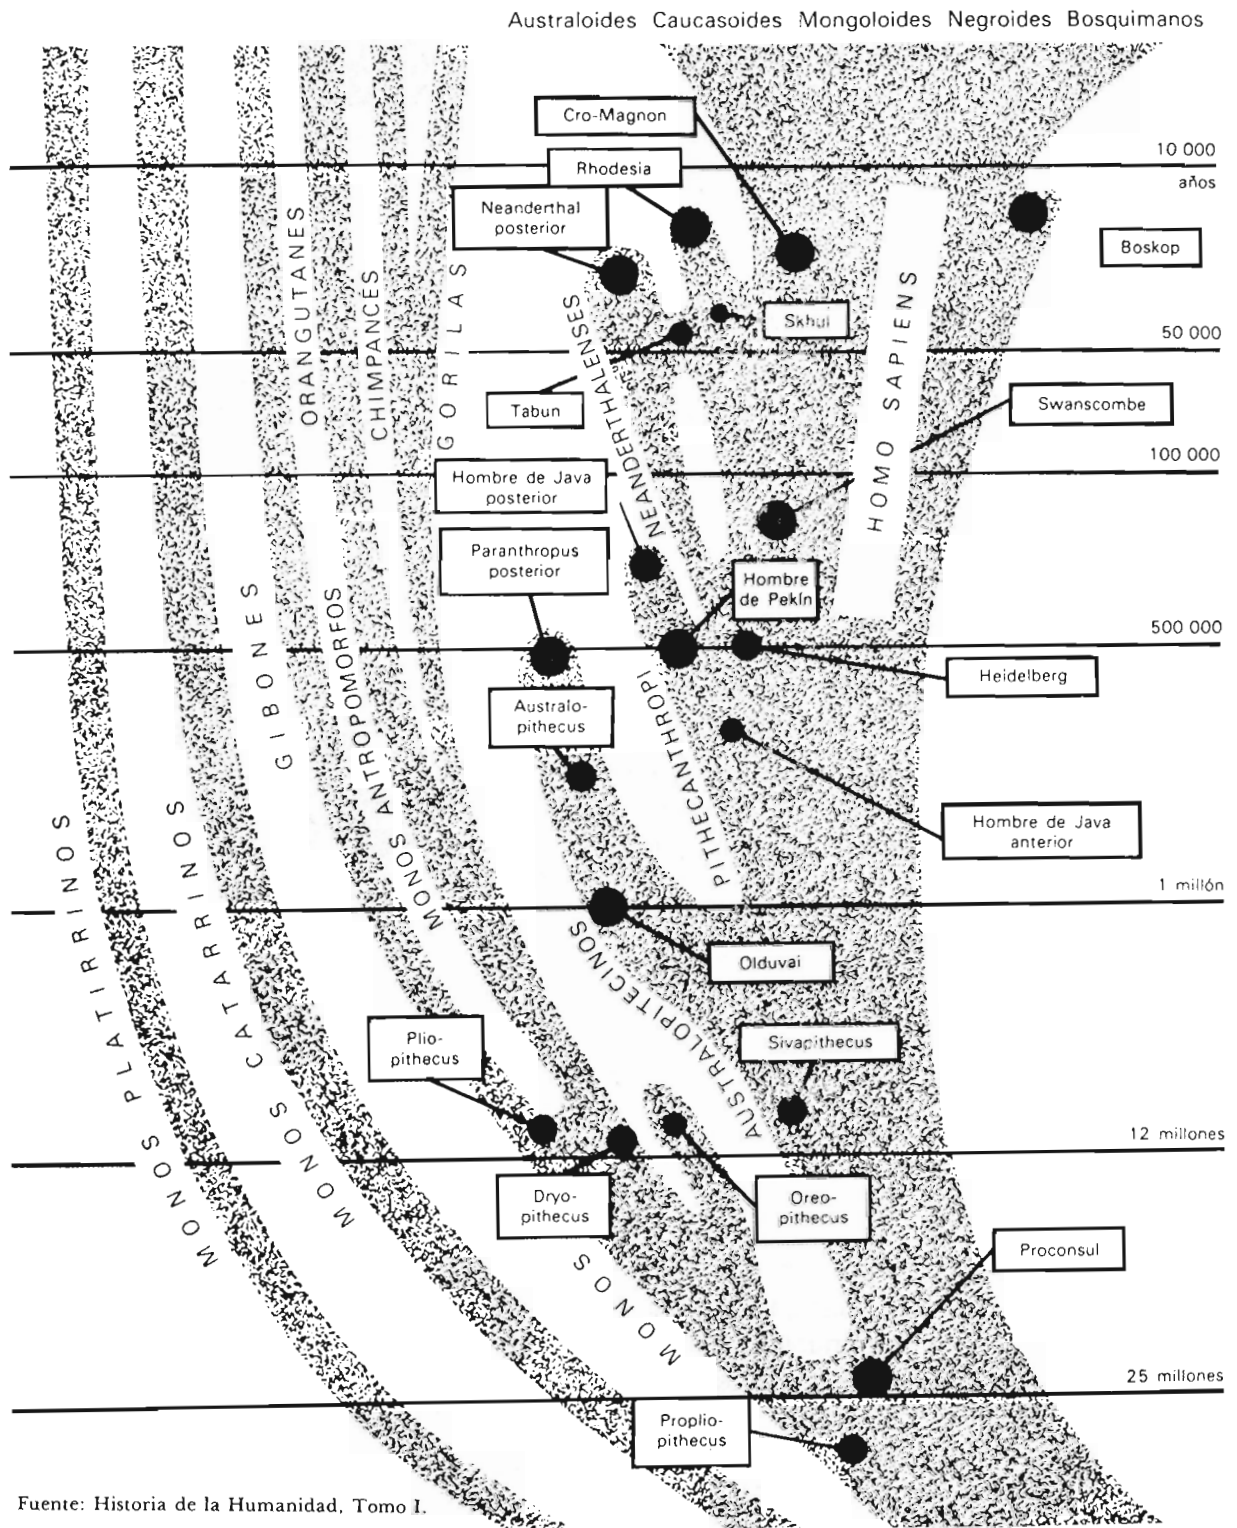 Australoides Caucasoides Mongoloides Negroides Bosquimanos
Cro-Magnon
10 000
años
Rhodesia
Neanderthal
posterior
Boskop
ORANGUTANES
CHIMPANCÉS
GORILAS
NEANDERTHALENSES
Skhul
HOMO SAPIENS
50 000
Tabun
Swanscombe
100 000
Hombre de Java
posterior
Paranthropus
posterior
Hombre
de Pekín
500 000
GIBONES
MONOS ANTROPOMORFOS
Heidelberg
Australo-
pithecus
PITHECANTHROPI
Hombre de Java
anterior
1 millón
MONOS PLATIRRINOS
MONOS CATARRINOS
Olduvai
AUSTRALOPITECINOS
Plio-
pithecus
Sivapithecus
12 millones
Dryo-
pithecus
Oreo-
pithecus
Proconsul
MONOS
25 millones
Proplio-
pithecus
Fuente: Historia de la Humanidad, Tomo I.